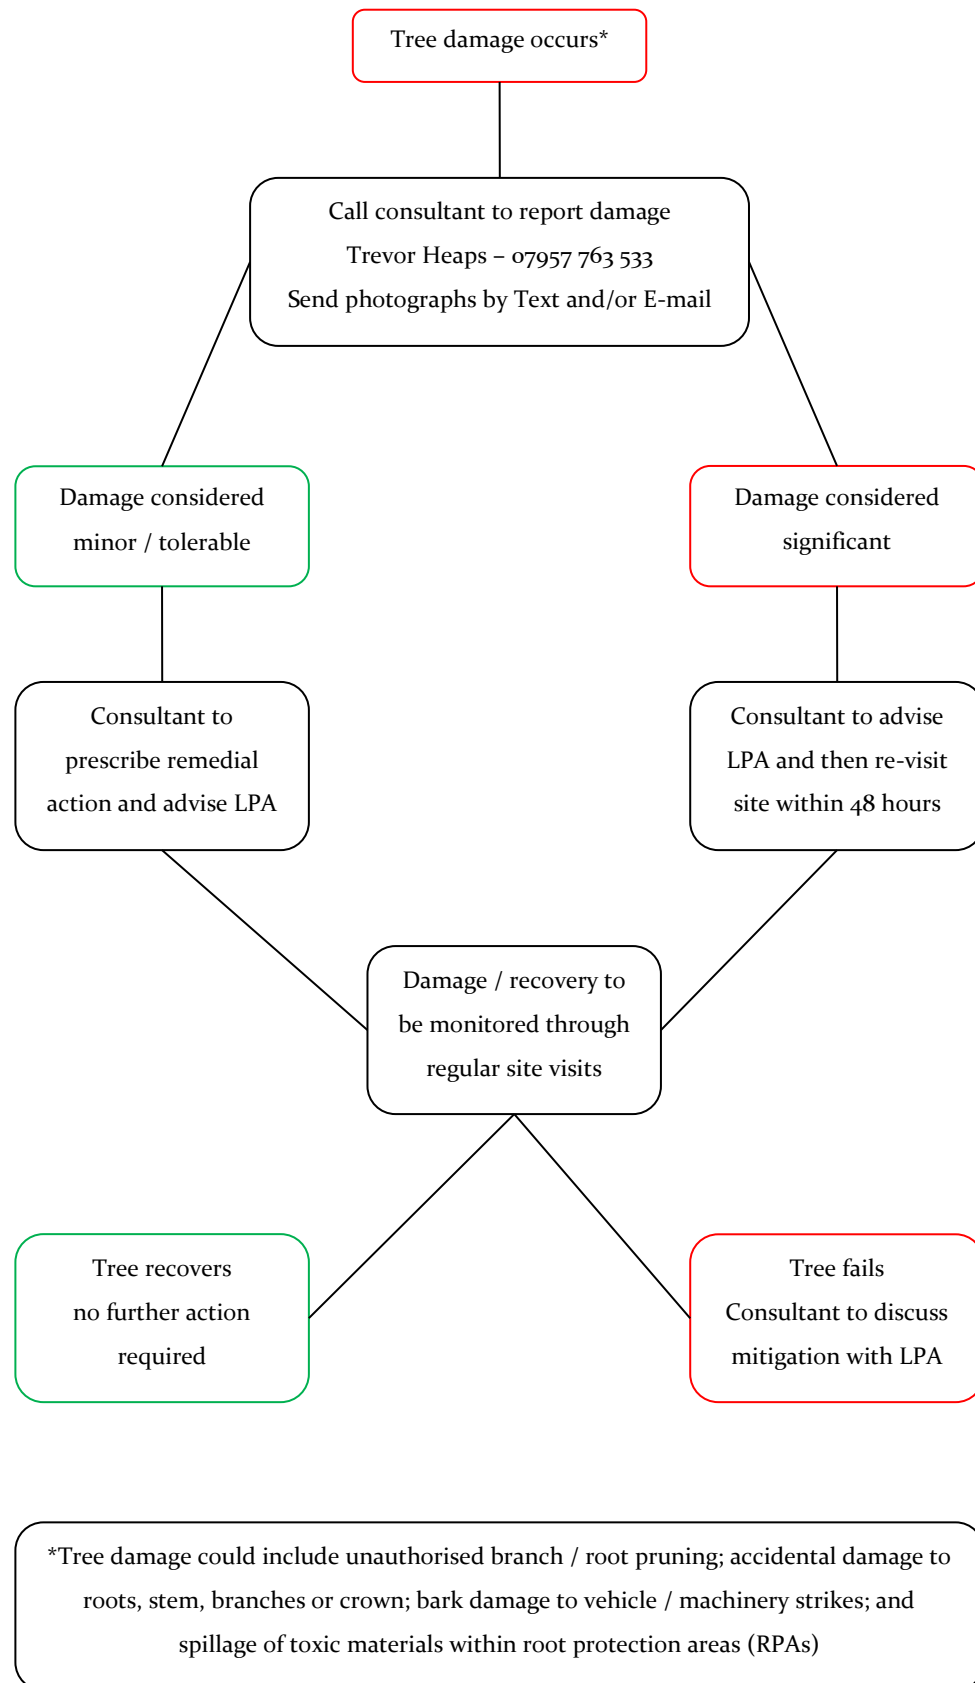 Tree damage occurs*
Call consultant to report damage
Trevor Heaps – 07957 763 533
Send photographs by Text and/or E-mail
Damage considered
minor / tolerable
Damage considered
significant
Consultant to
prescribe remedial
action and advise LPA
Consultant to advise
LPA and then re-visit
site within 48 hours
Damage / recovery to
be monitored through
regular site visits
Tree recovers
no further action
required
Tree fails
Consultant to discuss
mitigation with LPA
*Tree damage could include unauthorised branch / root pruning; accidental damage to
roots, stem, branches or crown; bark damage to vehicle / machinery strikes; and
spillage of toxic materials within root protection areas (RPAs)